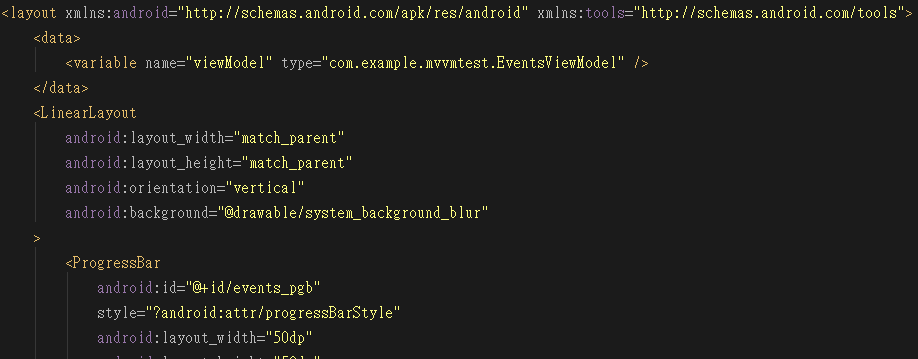 <layout xmlns:android="http://schemas.android.com/apk/res/android" xmlns:tools="http://schemas.android.com/tools">
    <data>
        <variable name="viewModel" type="com.example.mvvmtest.EventsViewModel" />
    </data>
    <LinearLayout
        android:layout_width="match_parent"
        android:layout_height="match_parent"
        android:orientation="vertical"
        android:background="@drawable/system_background_blur"
    >
        <ProgressBar
            android:id="@+id/events_pgb"
            style="?android:attr/progressBarStyle"
            android:layout_width="50dp"